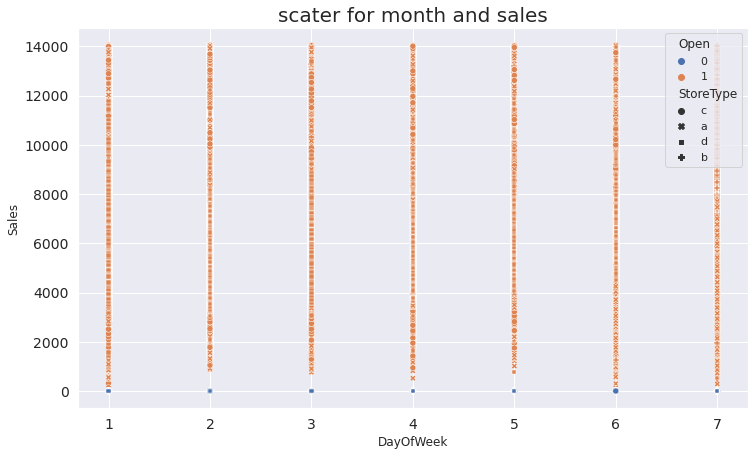 scater for month and sales
14000
12000
10000
8000
6000
4000
2000
0
Sales
1 2 3 4 5 6 7
DayOfWeek
Open
0
1
StoreType
c
a
d
b